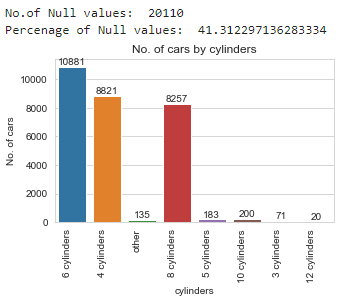 No.of Null values:  20110
Percenage of Null values:  41.312297136283334
No. of cars by cylinders
10881
8821
135
8257
183
200
71
20
10000
8000
6000
4000
2000
0
No. of cars
6 cylinders
4 cylinders
other
8 cylinders
5 cylinders
10 cylinders
3 cylinders
12 cylinders
cylinders